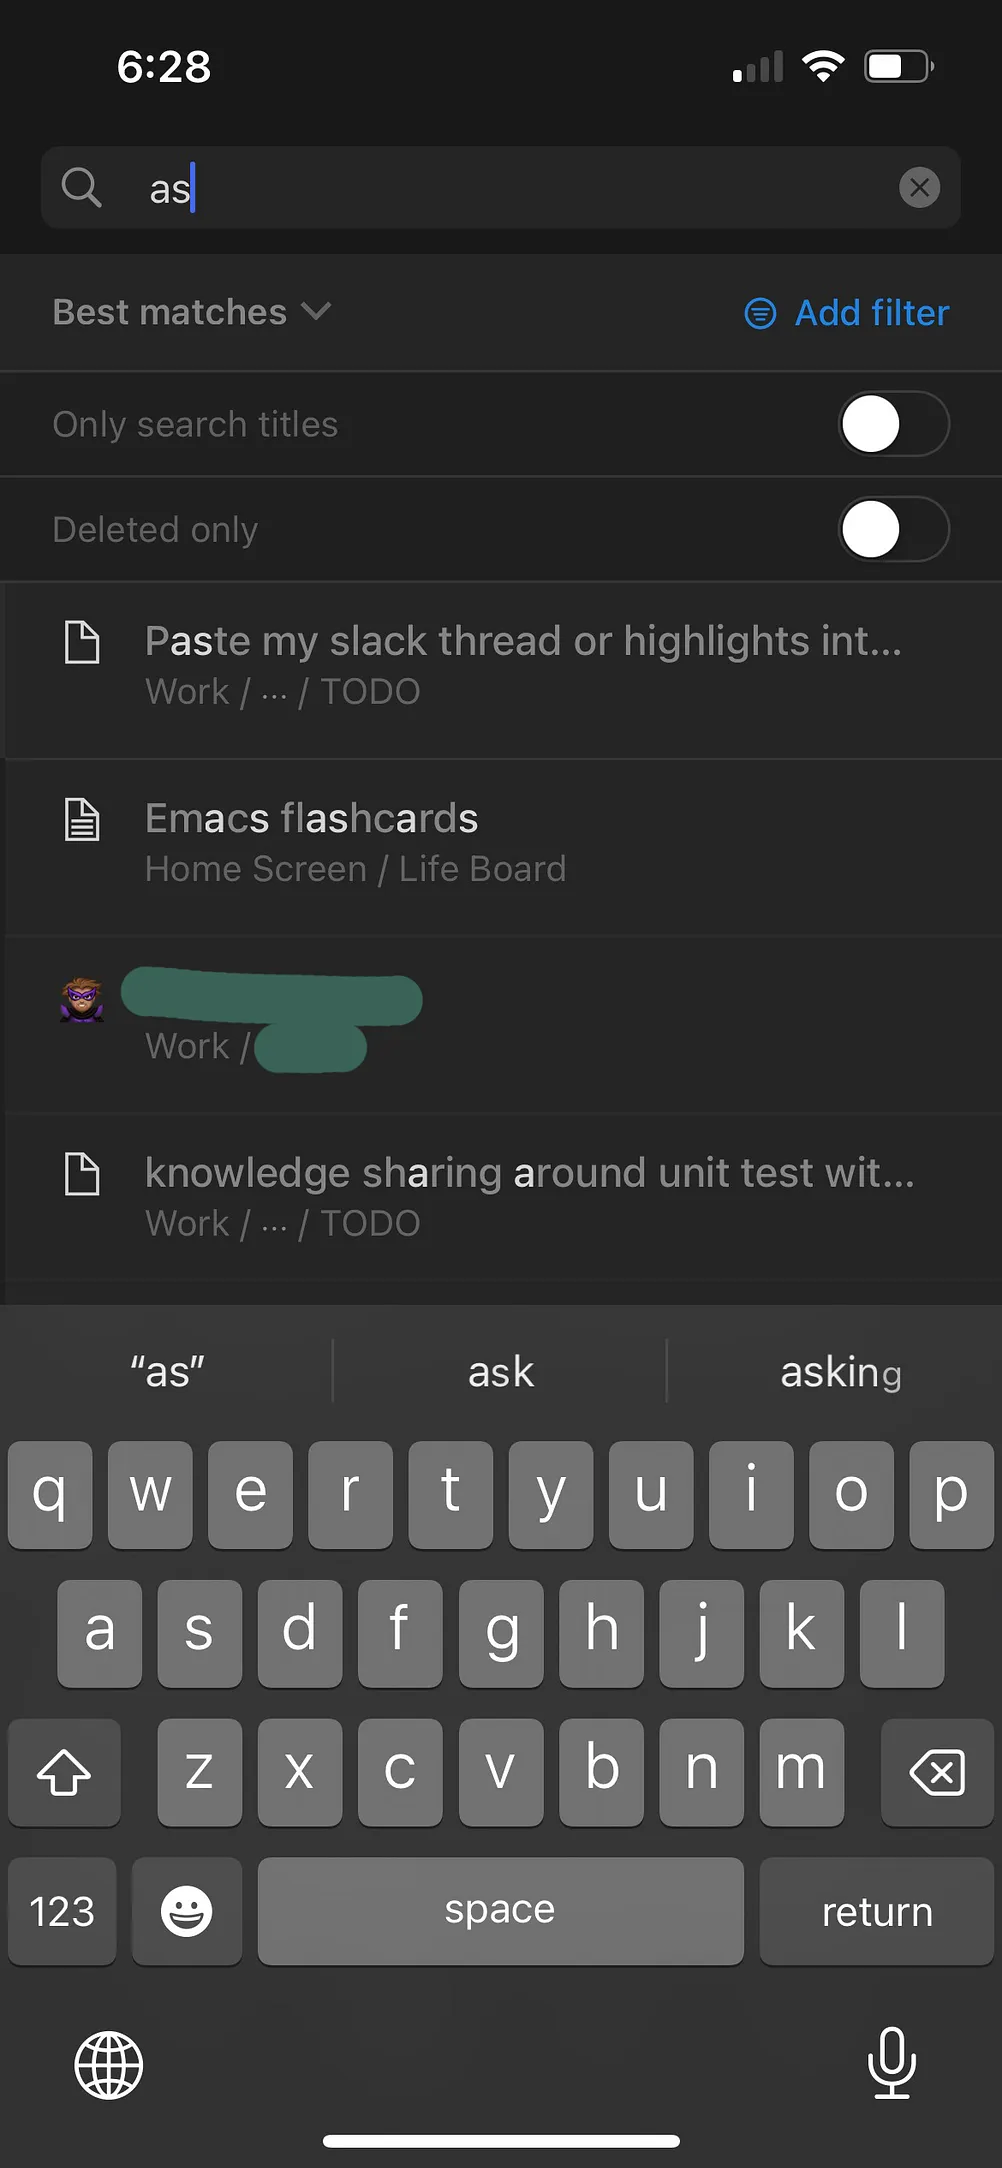 6:28
as
Best matches
Add filter
Only search titles
Deleted only
Paste my slack thread or highlights int...
Work / ... / TODO
Emacs flashcards
Home Screen / Life Board
Work /
knowledge sharing around unit test wit...
Work / ... / TODO
“as” ask asking
q w e r t y u i o p
a s d f g h j k l
z x c v b n m
123 space return